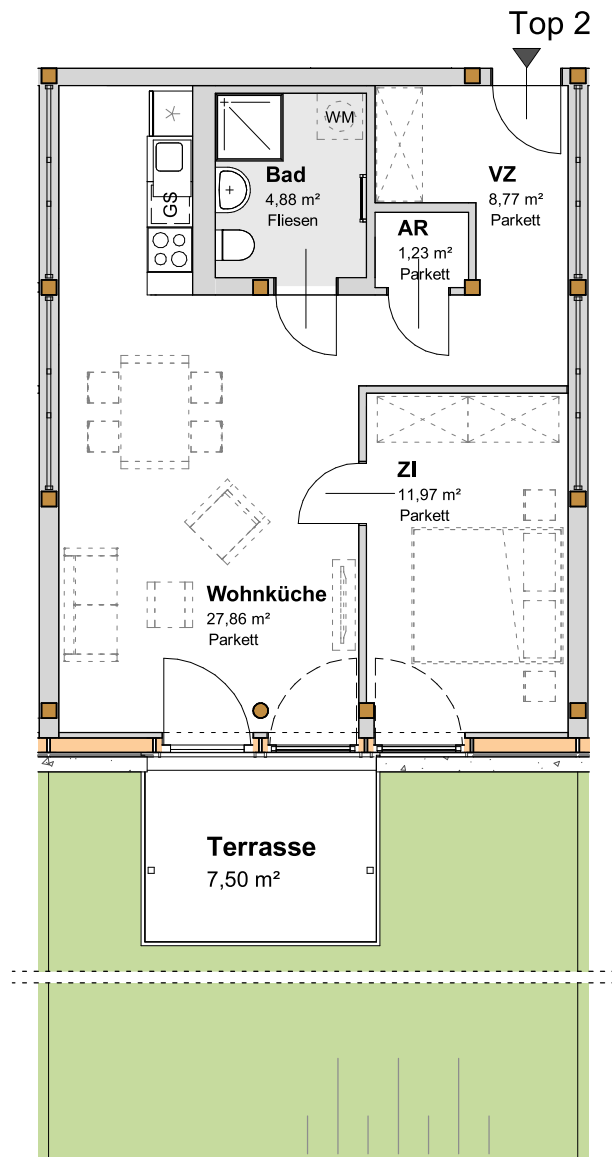 Top 2
WM
Bad
4,88 m²
Fliesen
VZ
8,77 m²
Parkett
GS
AR
1,23 m²
Parkett
ZI
11,97 m²
Parkett
Wohnküche
27,86 m²
Parkett
Terrasse
7,50 m²